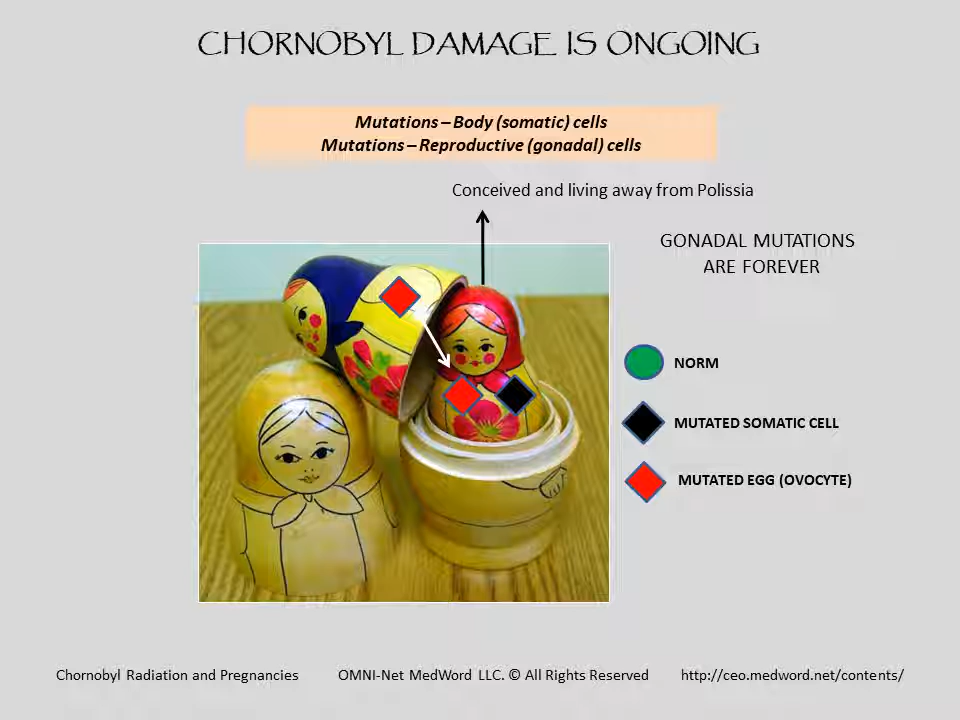 CHORNOBYL DAMAGE IS ONGOING
Mutations – Body (somatic) cells
Mutations – Reproductive (gonadal) cells
Conceived and living away from Polissia
GONADAL MUTATIONS
ARE FOREVER
NORM
MUTATED SOMATIC CELL
MUTATED EGG (OVOCYTE)
Chornobyl Radiation and Pregnancies OMNI-Net MedWord LLC. © All Rights Reserved http://ceo.medword.net/contents/